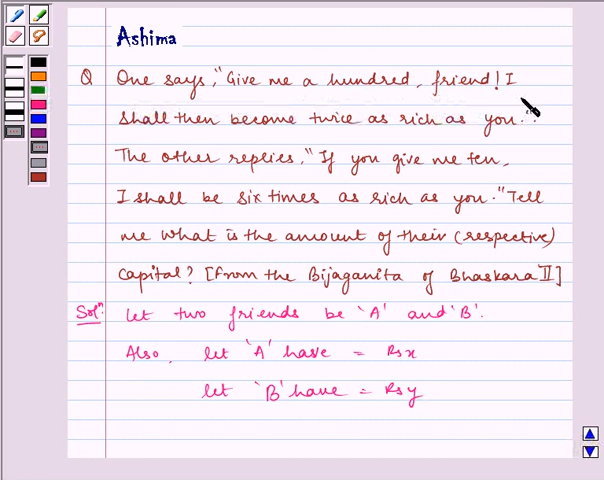 Ashima
Q One says, "Give me a hundred, friend! I
shall then become twice as rich as you".
The other replies, "If you give me ten,
I shall be six times as rich as you." Tell
me what is the amount of their (respective)
capital? [From the Bijaganita of Bhaskara II]
Solⁿ: Let two friends be 'A' and 'B'.
Also, let 'A' have = Rs x
let 'B' have = Rs y